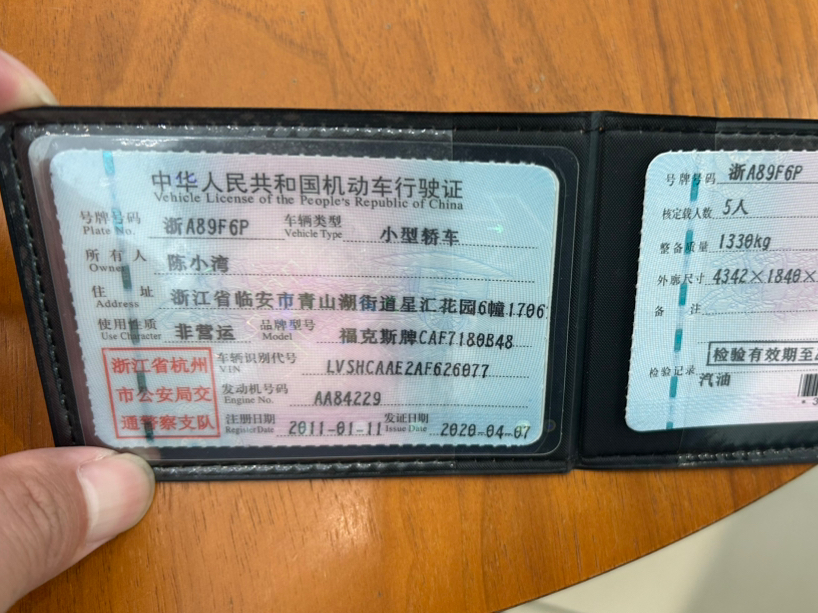 中华人民共和国机动车行驶证
Vehicle License of the People's Republic of China
号牌号码 浙A89F6P 车辆类型 小型轿车
Plate No. Vehicle Type
所有人 陈小湾
Owner
住址 浙江省临安市青山湖街道星汇花园6幢1706
Address
使用性质 非营运 品牌型号 福克斯牌CAF7180B48
Use Character Model
浙江省杭州市公安局交通警察支队
车辆识别代号 LVSHCAAE2AF626077
VIN
发动机号码 AA84229
Engine No.
注册日期 2011-01-11 发证日期 2020-04-07
Register Date Issue Date
号牌号码 浙A89F6P
核定载人数 5人
整备质量 1330kg
外廓尺寸 4342×1840×
备注
检验有效期至
检验记录
汽油